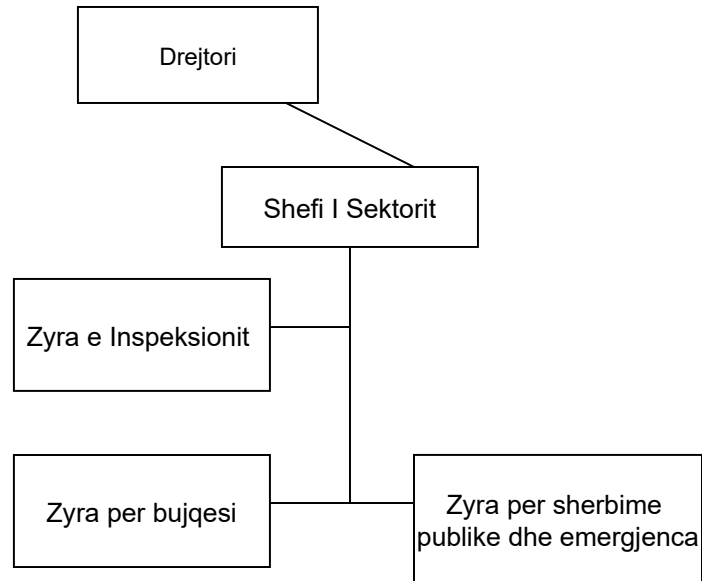 Drejtori
Shefi I Sektorit
Zyra e Inspeksionit
Zyra per bujqesi
Zyra per sherbime
publike dhe emergjenca